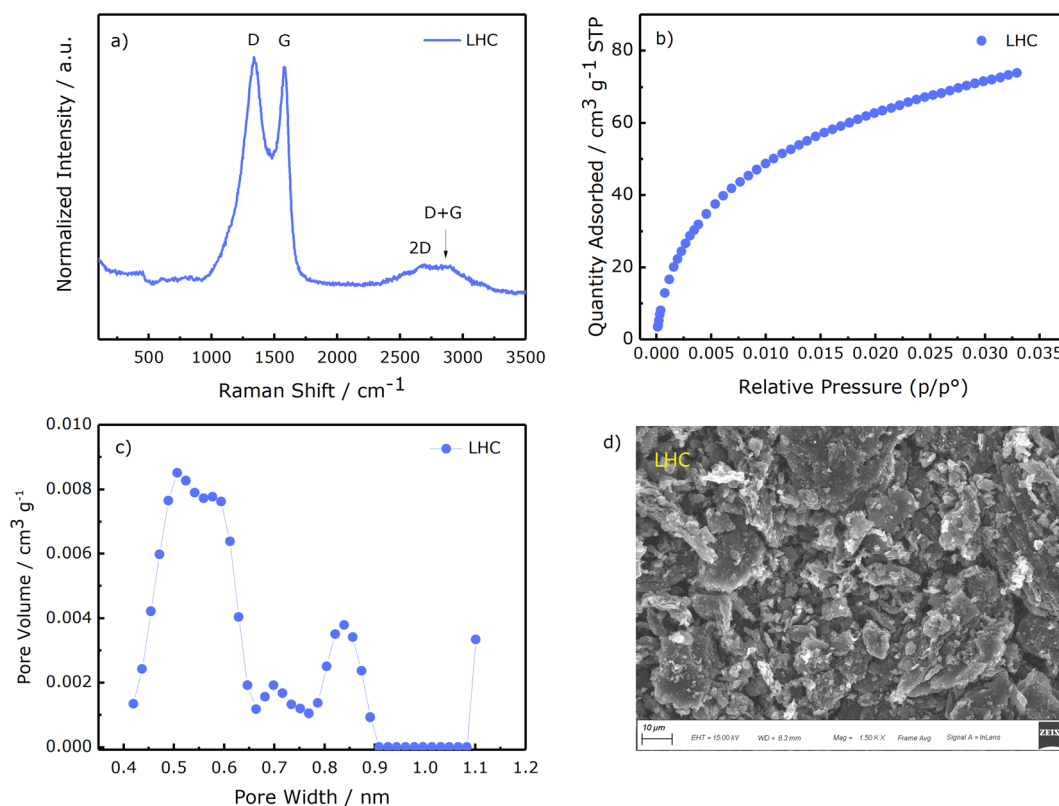 a)
D
G
LHC
D+G
2D
Normalized Intensity / a.u.
500
1000
1500
2000
2500
3000
3500
Raman Shift / cm⁻¹
b)
LHC
Quantity Adsorbed / cm³ g⁻¹ STP
80
60
40
20
0
0.000
0.005
0.010
0.015
0.020
0.025
0.030
0.035
Relative Pressure (p/p°)
c)
LHC
Pore Volume / cm³ g⁻¹
0.010
0.008
0.006
0.004
0.002
0.000
0.4
0.5
0.6
0.7
0.8
0.9
1.0
1.1
1.2
Pore Width / nm
d)
LHC
10 µm
EHT = 15.00 kV
WD = 8.3 mm
Mag = 1.50 K X
Frame Avg
Signal A = InLens